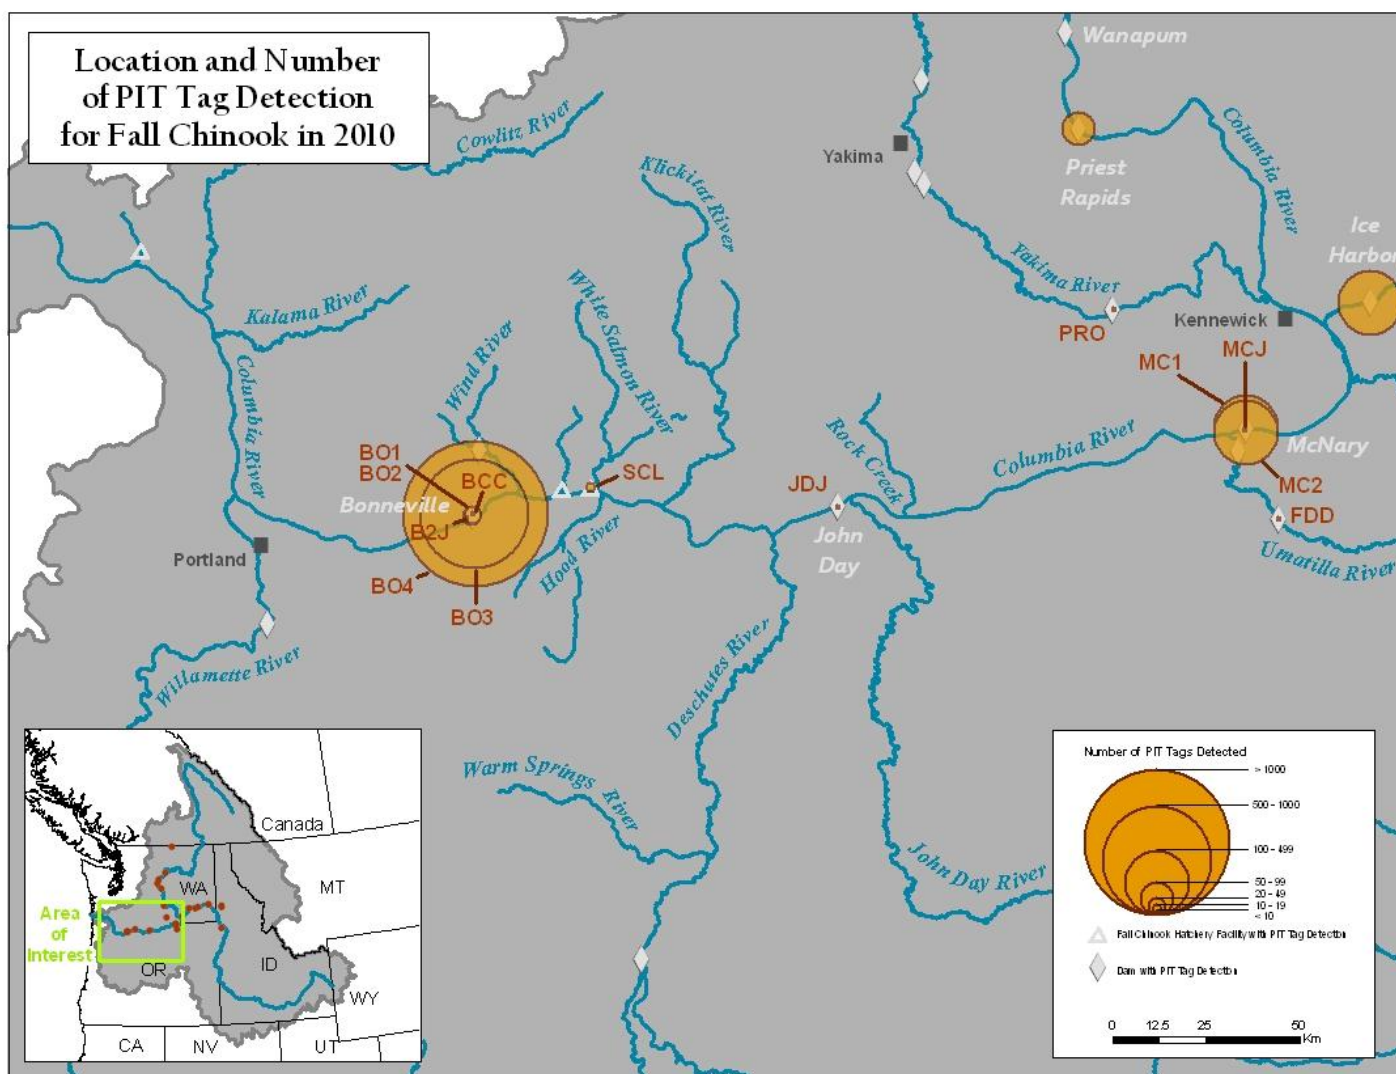 Location and Number
of PIT Tag Detection
for Fall Chinook in 2010
Wanapum
Cowlitz River
Klickitat River
Columbia River
Yakima
Priest
Rapids
Ice
Harbor
Yakima River
White Salmon River
Kalama River
PRO
Kennewick
MCJ
MC1
Wind River
Columbia River
McNary
BO1
BO2
BCC
SCL
Rock Creek
Columbia River
Bonneville
JDJ
MC2
FDD
B2J
John
Day
Portland
Hood River
Umatilla River
BO4
BO3
Willamette River
Deschutes River
Warm Springs River
John Day River
Canada
WA
MT
Area
of
Interest
OR
ID
WY
CA
NV
UT
Number of PIT Tags Detected
> 1000
500 - 1000
100 - 499
50 - 99
20 - 49
10 - 19
< 10
Fall Chinook Hatchery Facility with PIT Tag Detection
Dam with PIT Tag Detection
0 12.5 25 50
Km